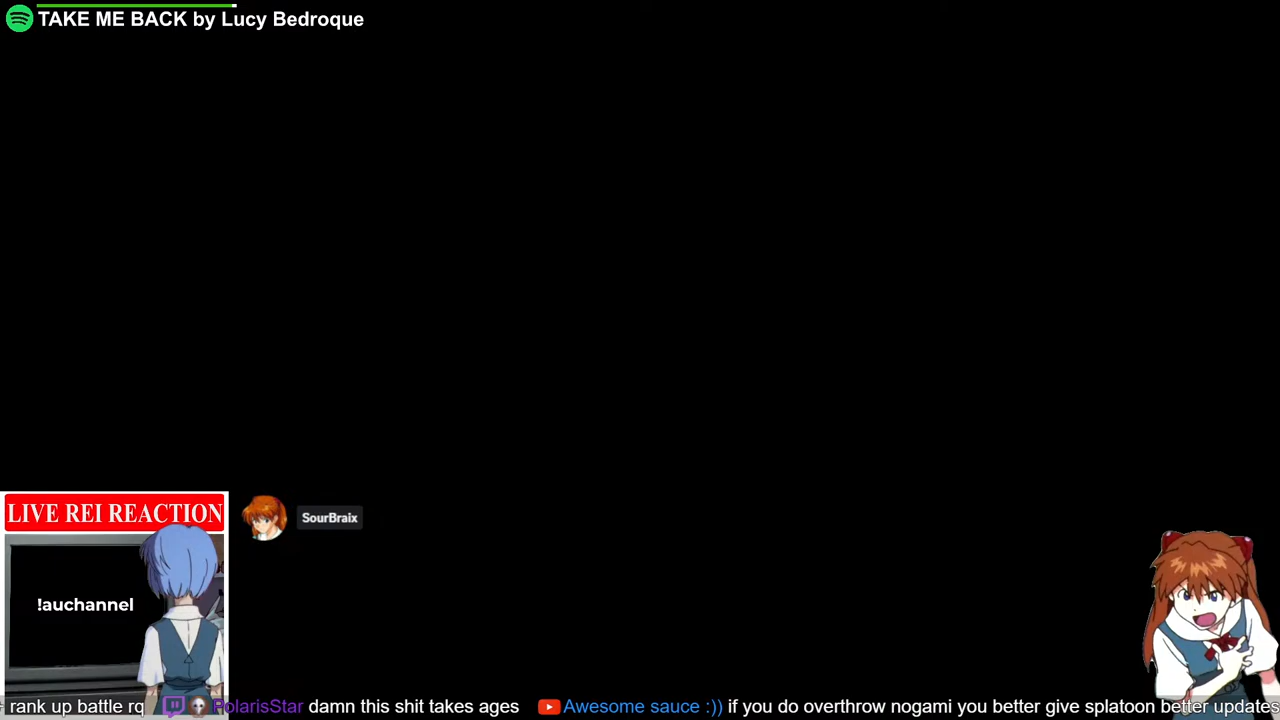 TAKE ME BACK by Lucy Bedroque
LIVE REI REACTION
SourBraix
!auchannel
rank up battle rq PolarisStar damn this shit takes ages Awesome sauce :)) if you do overthrow nogami you better give splatoon better updates